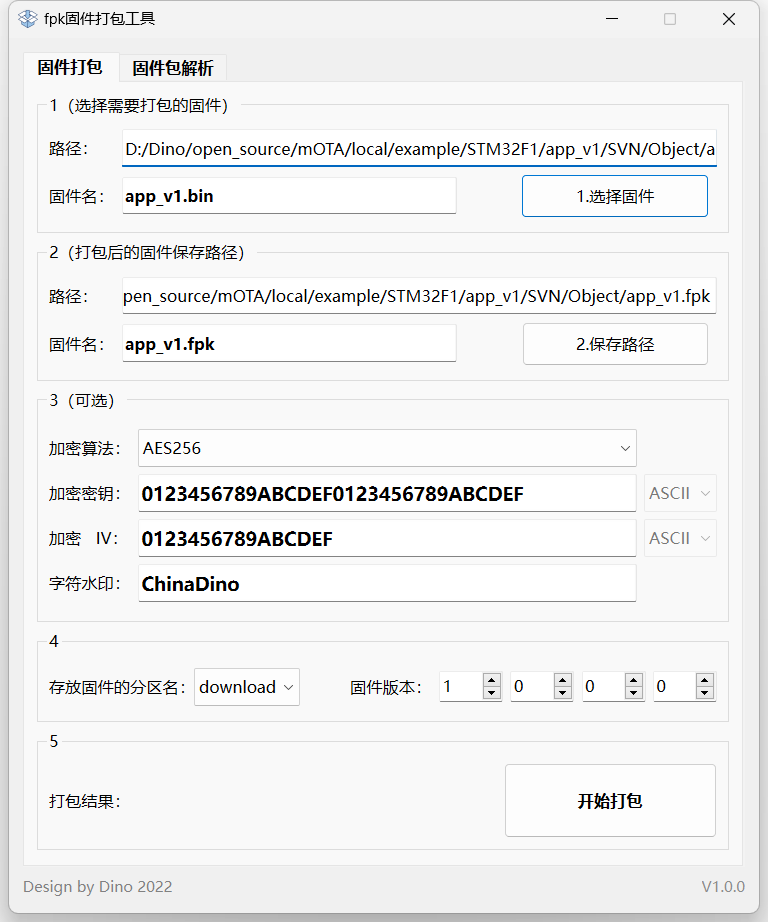 fpk固件打包工具
固件打包 固件包解析
1（选择需要打包的固件）
路径： D:/Dino/open_source/mOTA/local/example/STM32F1/app_v1/SVN/Object/a
固件名： app_v1.bin 1.选择固件
2（打包后的固件保存路径）
路径： pen_source/mOTA/local/example/STM32F1/app_v1/SVN/Object/app_v1.fpk
固件名： app_v1.fpk 2.保存路径
3（可选）
加密算法： AES256
加密密钥： 0123456789ABCDEF0123456789ABCDEF ASCII
加密 IV： 0123456789ABCDEF ASCII
字符水印： ChinaDino
4
存放固件的分区名： download 固件版本： 1 0 0 0
5
打包结果： 开始打包
Design by Dino 2022 V1.0.0